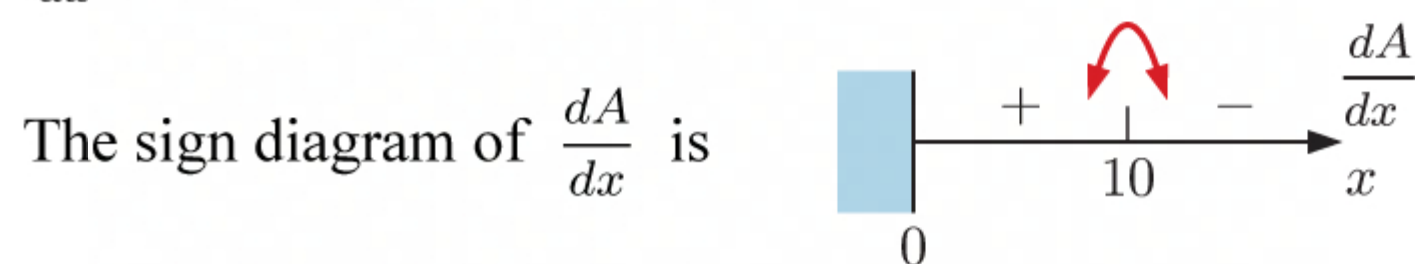 The sign diagram of dA/dx is
+ − dA/dx
10 x
0